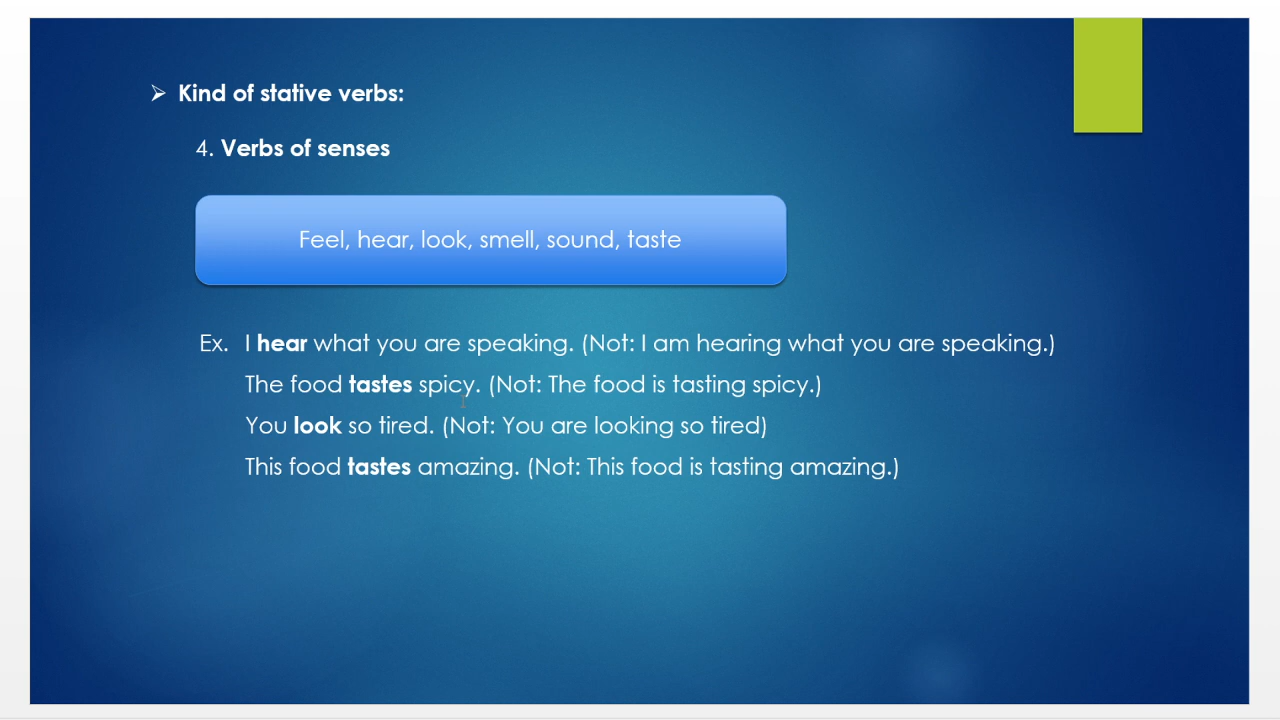 ➢ Kind of stative verbs:
4. Verbs of senses
Feel, hear, look, smell, sound, taste
Ex. I hear what you are speaking. (Not: I am hearing what you are speaking.)
The food tastes spicy. (Not: The food is tasting spicy.)
You look so tired. (Not: You are looking so tired)
This food tastes amazing. (Not: This food is tasting amazing.)